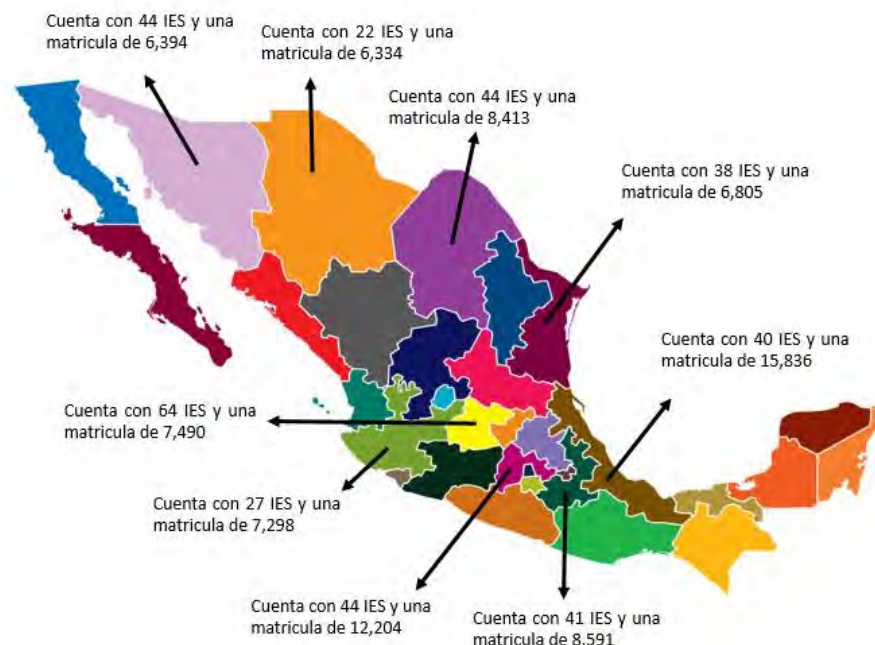 Cuenta con 44 IES y una
matricula de 6,394
Cuenta con 22 IES y una
matricula de 6,334
Cuenta con 44 IES y una
matricula de 8,413
Cuenta con 38 IES y una
matricula de 6,805
Cuenta con 40 IES y una
matricula de 15,836
Cuenta con 64 IES y una
matricula de 7,490
Cuenta con 27 IES y una
matricula de 7,298
Cuenta con 44 IES y una
matricula de 12,204
Cuenta con 41 IES y una
matricula de 8,591